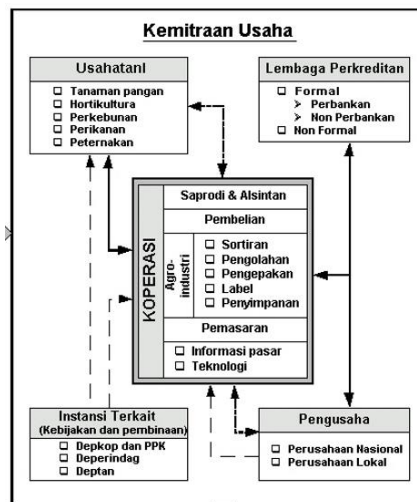 Kemitraan Usaha
Usahatani
Tanaman pangan
Hortikultura
Perkebunan
Perikanan
Peternakan
Lembaga Perkreditan
Formal
Perbankan
Non Perbankan
Non Formal
KOPERASI
Saprodi & Alsintan
Pembelian
Agro-
industri
Sortiran
Pengolahan
Pengepakan
Label
Penyimpanan
Pemasaran
Informasi pasar
Teknologi
Instansi Terkait
(Kebijakan dan pembinaan)
Depkop dan PPK
Deperindag
Deptan
Pengusaha
Perusahaan Nasional
Perusahaan Lokal